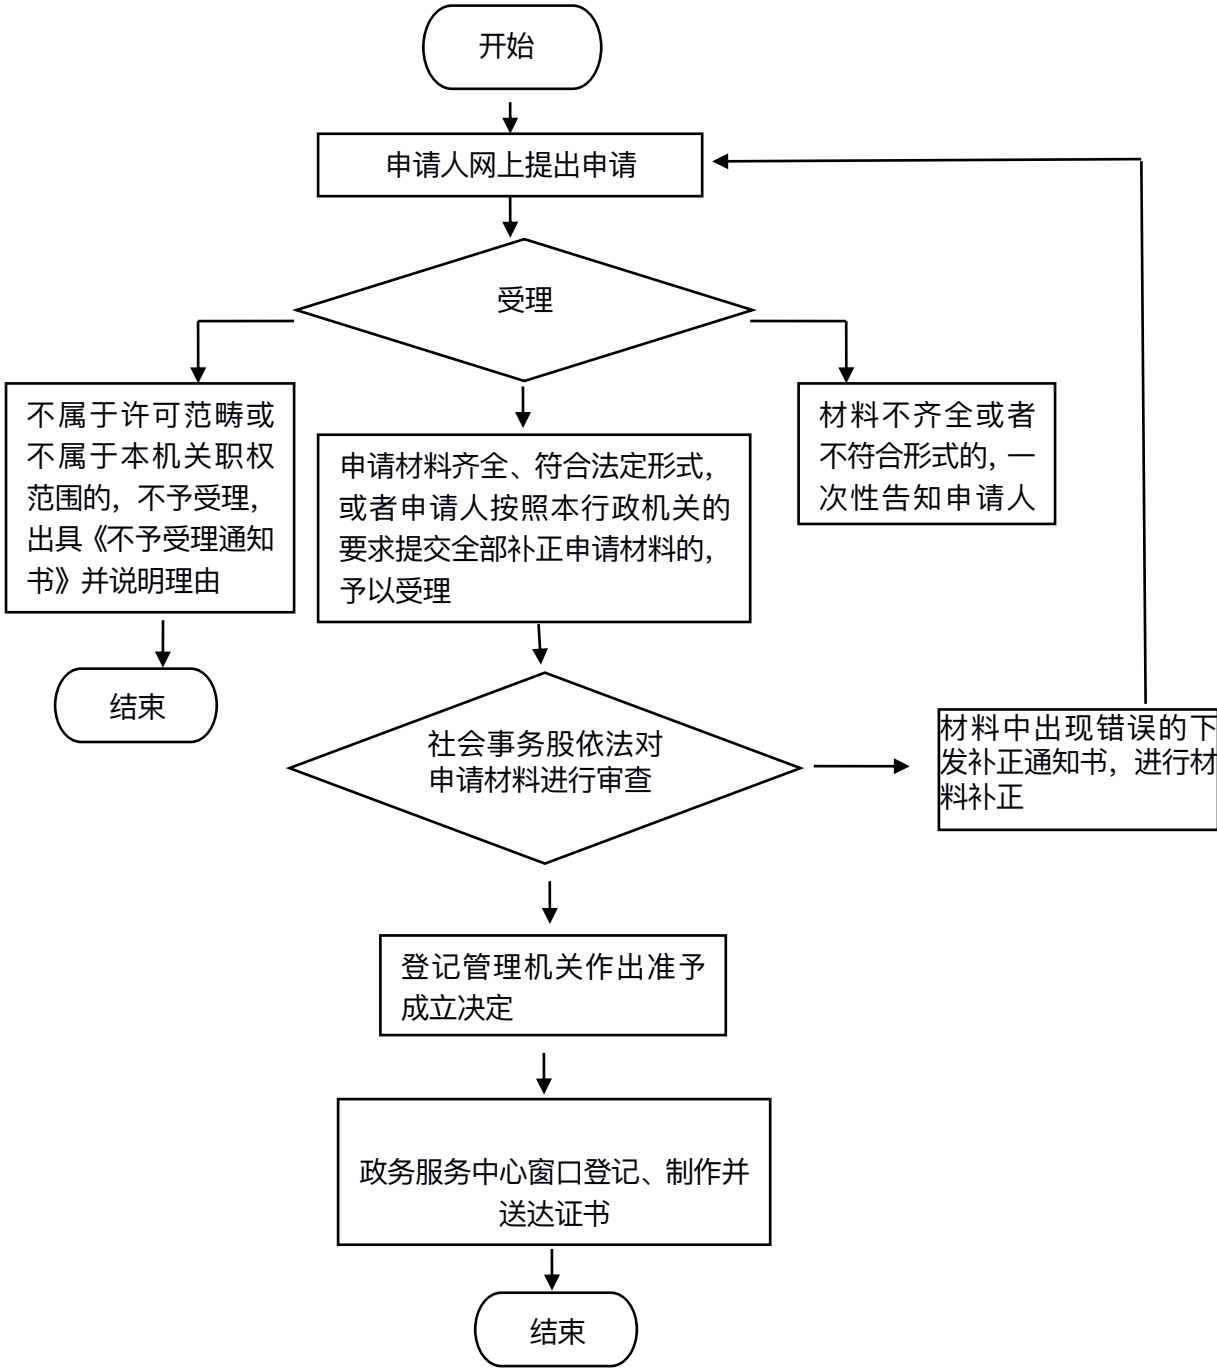 开始
申请人网上提出申请
受理
不属于许可范畴或
不属于本机关职权
范围的，不予受理，
出具《不予受理通知
书》并说明理由
申请材料齐全、符合法定形式，
或者申请人按照本行政机关的
要求提交全部补正申请材料的，
予以受理
材料不齐全或者
不符合形式的，一
次性告知申请人
结束
社会事务股依法对
申请材料进行审查
材料中出现错误的下
发补正通知书，进行材
料补正
登记管理机关作出准予
成立决定
政务服务中心窗口登记、制作并
送达证书
结束